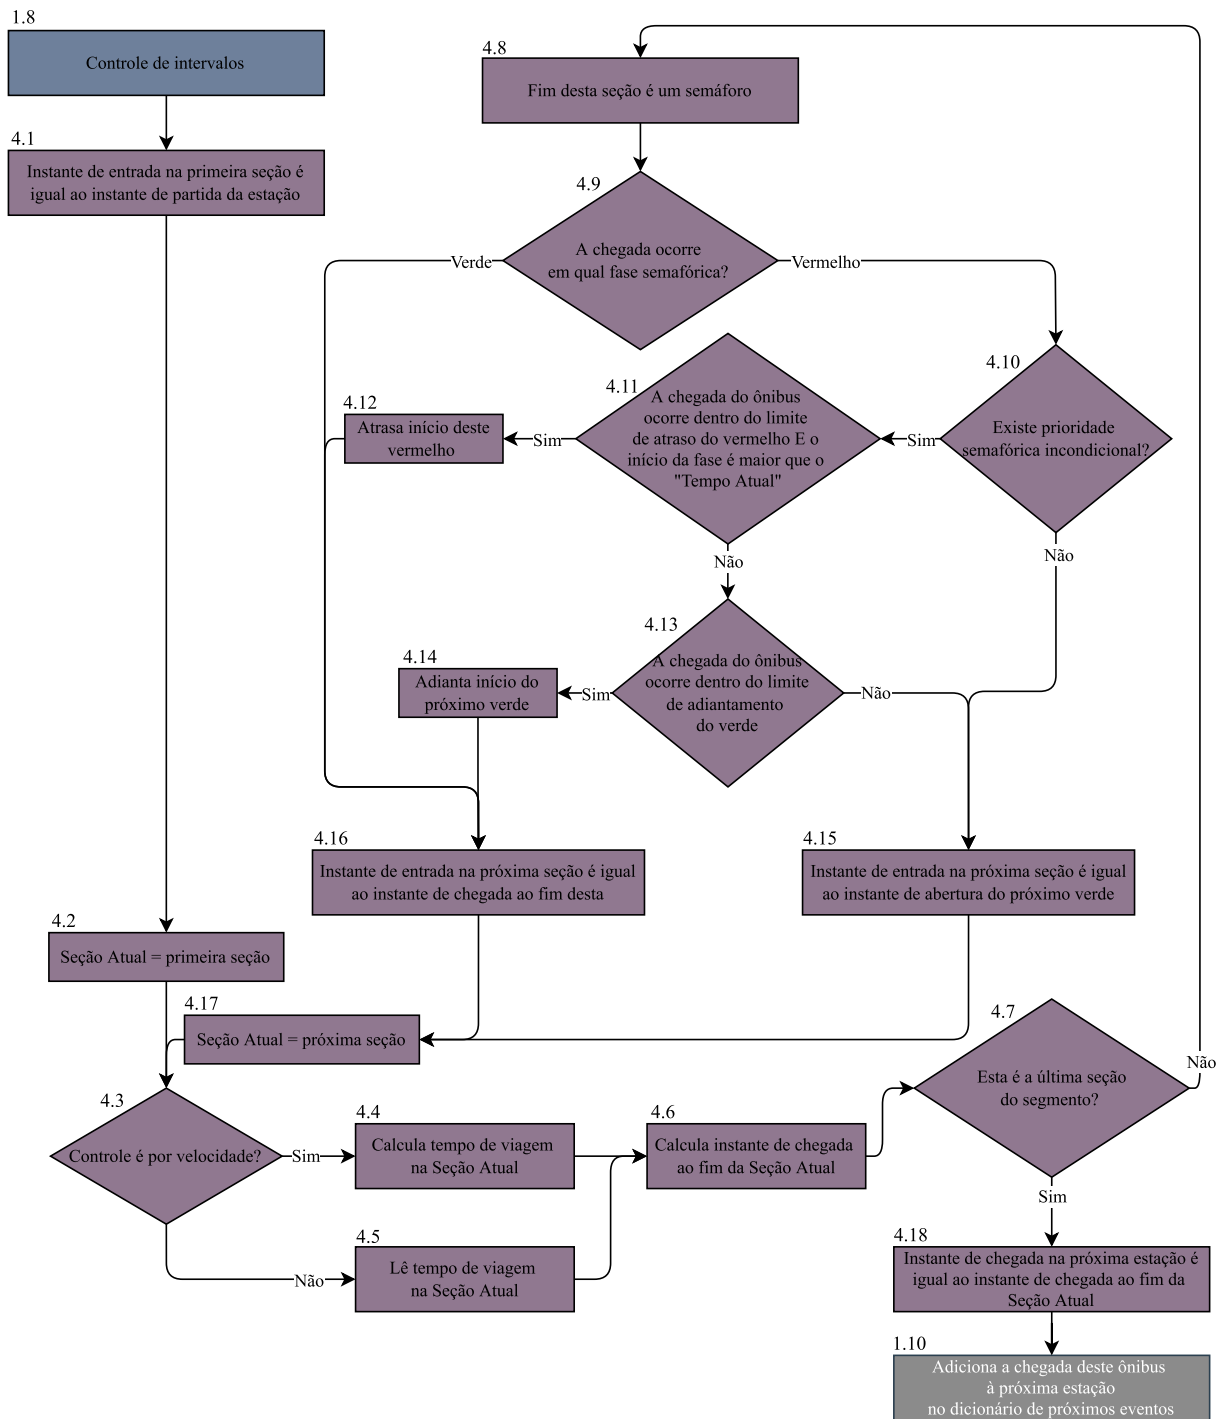 1.8
Controle de intervalos
4.1
Instante de entrada na primeira seção é
igual ao instante de partida da estação
4.8
Fim desta seção é um semáforo
4.9
A chegada ocorre
em qual fase semafórica?
Verde
Vermelho
4.10
Existe prioridade
semafórica incondicional?
Sim
Não
4.11
A chegada do ônibus
ocorre dentro do limite
de atraso do vermelho E o
início da fase é maior que o
"Tempo Atual"
Sim
Não
4.12
Atrasa início deste
vermelho
4.13
A chegada do ônibus
ocorre dentro do limite
de adiantamento
do verde
Sim
Não
4.14
Adianta início do
próximo verde
4.16
Instante de entrada na próxima seção é igual
ao instante de chegada ao fim desta
4.15
Instante de entrada na próxima seção é igual
ao instante de abertura do próximo verde
4.2
Seção Atual = primeira seção
4.17
Seção Atual = próxima seção
4.3
Controle é por velocidade?
Sim
Não
4.4
Calcula tempo de viagem
na Seção Atual
4.5
Lê tempo de viagem
na Seção Atual
4.6
Calcula instante de chegada
ao fim da Seção Atual
4.7
Esta é a última seção
do segmento?
Não
Sim
4.18
Instante de chegada na próxima estação é
igual ao instante de chegada ao fim da
Seção Atual
1.10
Adiciona a chegada deste ônibus
à próxima estação
no dicionário de próximos eventos